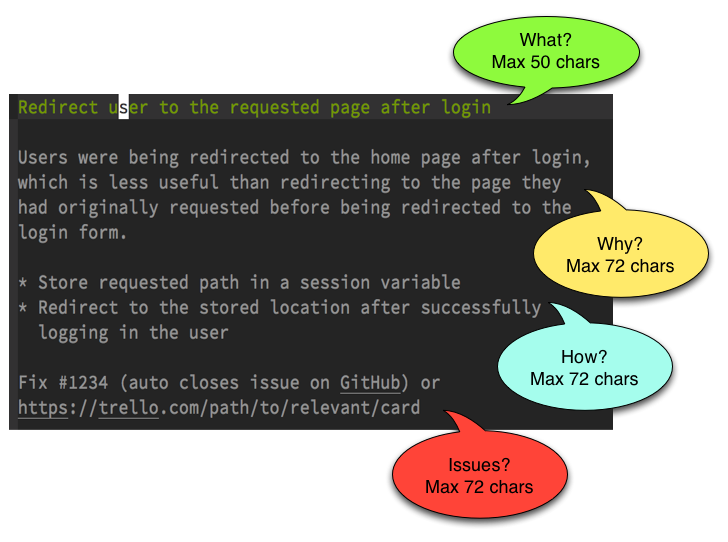 What?
Max 50 chars
Redirect user to the requested page after login
Users were being redirected to the home page after login,
which is less useful than redirecting to the page they
had originally requested before being redirected to the
login form.
Why?
Max 72 chars
* Store requested path in a session variable
* Redirect to the stored location after successfully
logging in the user
How?
Max 72 chars
Fix #1234 (auto closes issue on GitHub) or
https://trello.com/path/to/relevant/card
Issues?
Max 72 chars